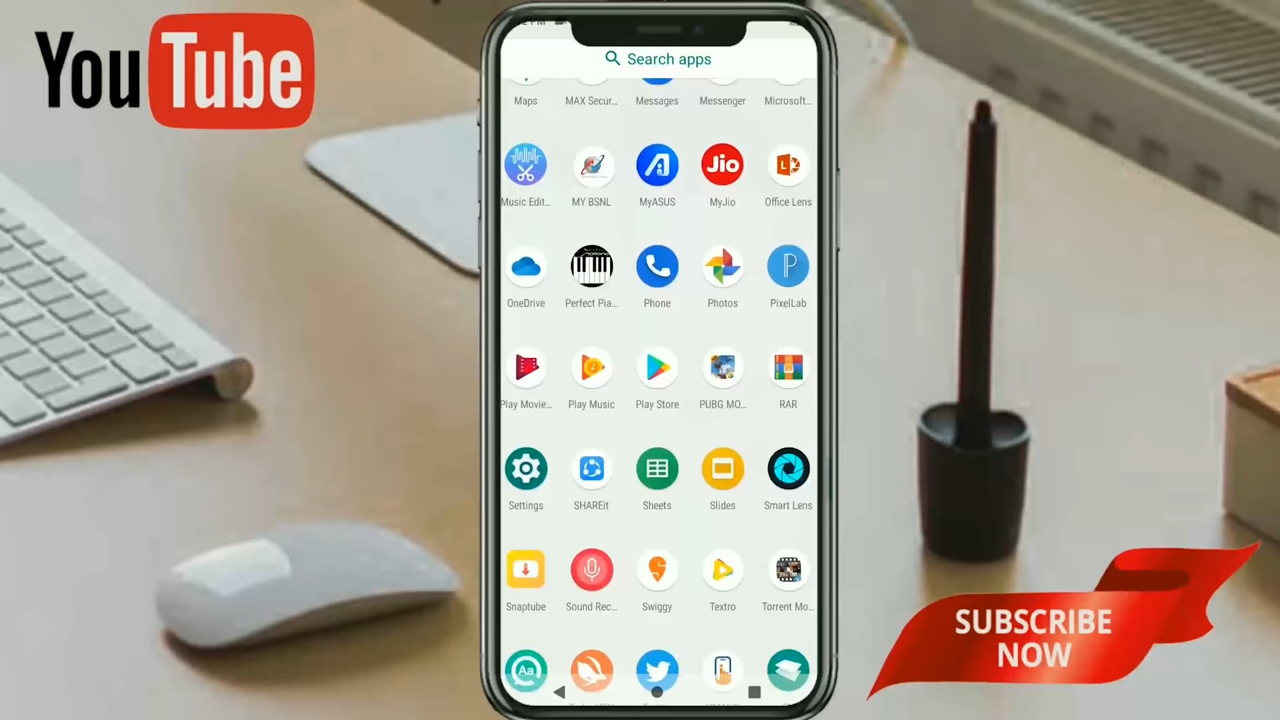 YouTube
Search apps
Maps MAX Secur... Messages Messenger Microsoft...
Jio
L
Music Edit... MY BSNL MyASUS MyJio Office Lens
P
OneDrive Perfect Pia... Phone Photos PixelLab
Play Movie... Play Music Play Store PUBG MO... RAR
Settings SHAREit Sheets Slides Smart Lens
Snaptube Sound Rec... Swiggy Textro Torrent Mo...
Aa
SUBSCRIBE
NOW